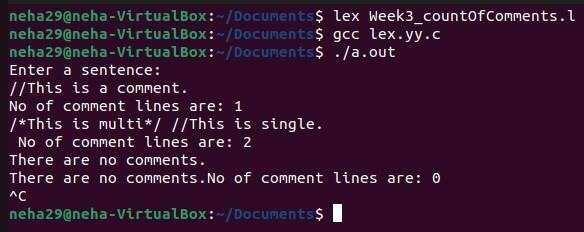 neha29@neha-VirtualBox:~/Documents$ lex Week3_countOfComments.l
neha29@neha-VirtualBox:~/Documents$ gcc lex.yy.c
neha29@neha-VirtualBox:~/Documents$ ./a.out
Enter a sentence:
//This is a comment.
No of comment lines are: 1
/*This is multi*/ //This is single.
 No of comment lines are: 2
There are no comments.
There are no comments.No of comment lines are: 0
^C
neha29@neha-VirtualBox:~/Documents$